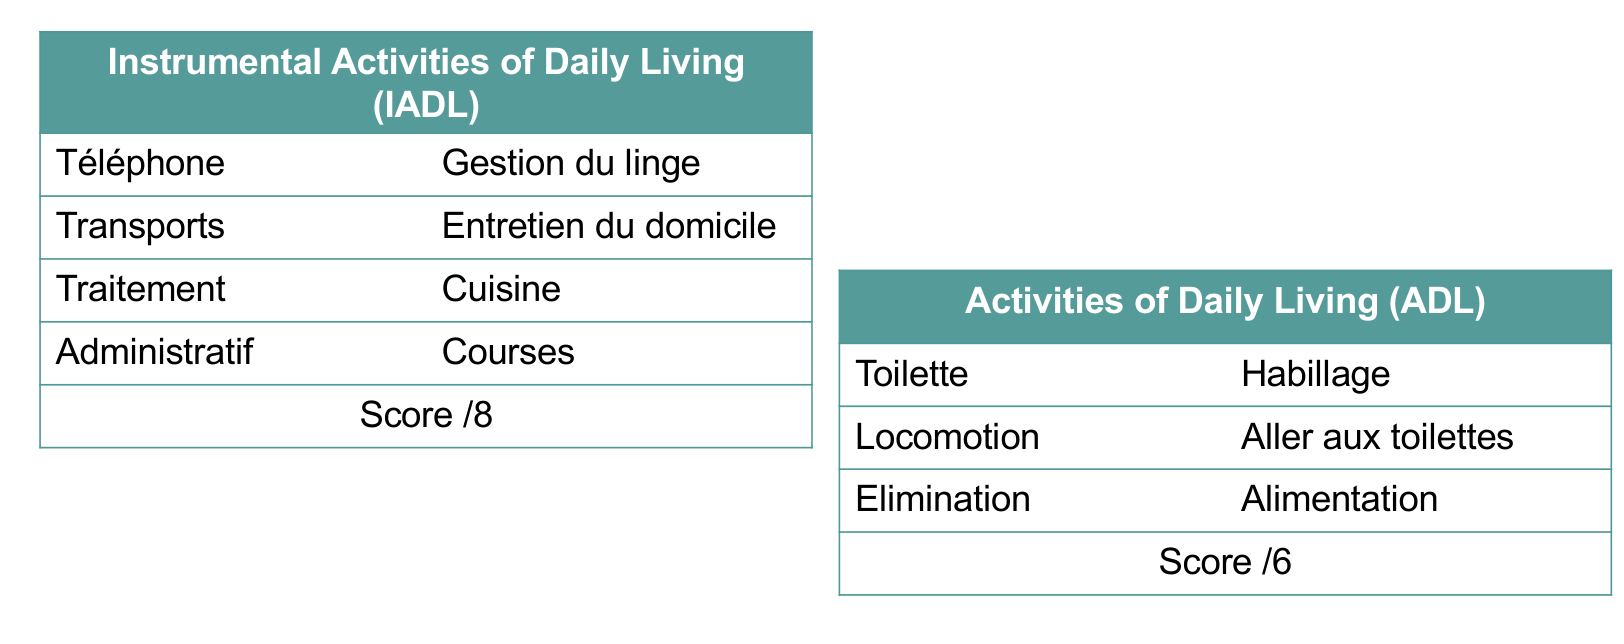 Instrumental Activities of Daily Living
(IADL)
Téléphone Gestion du linge
Transports Entretien du domicile
Traitement Cuisine
Administratif Courses
Score /8
Activities of Daily Living (ADL)
Toilette Habillage
Locomotion Aller aux toilettes
Elimination Alimentation
Score /6